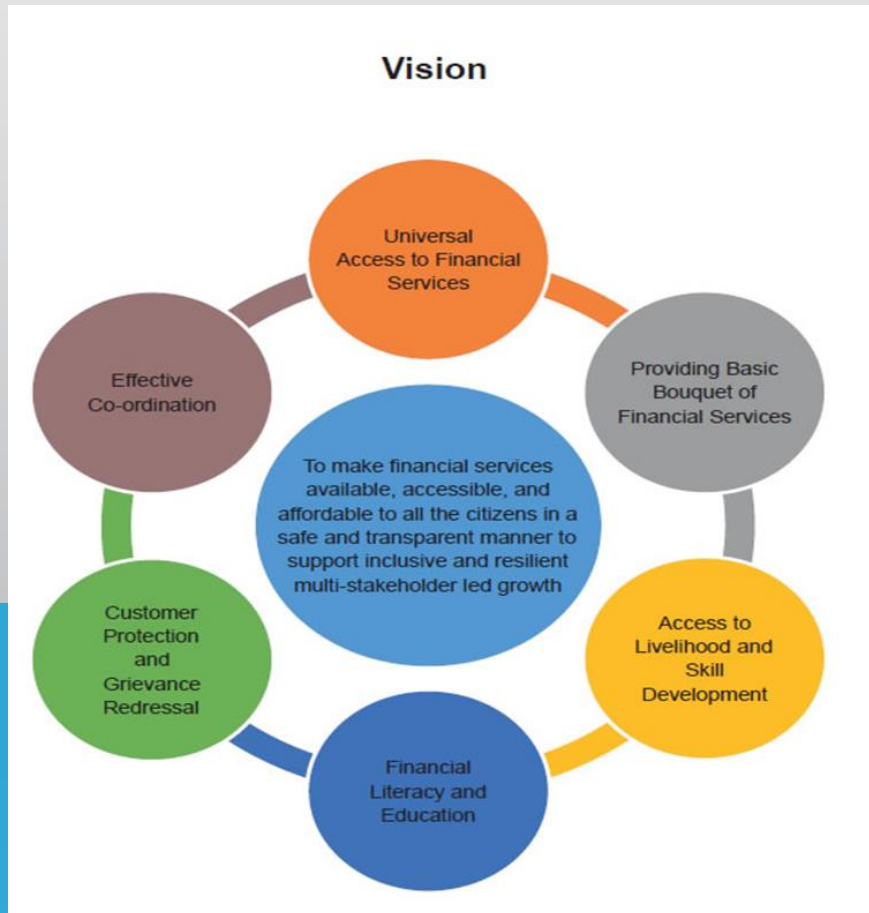 Vision
Universal
Access to Financial
Services
Providing Basic
Bouquet of
Financial Services
Access to
Livelihood and
Skill
Development
Financial
Literacy and
Education
Customer
Protection
and
Grievance
Redressal
Effective
Co-ordination
To make financial services
available, accessible, and
affordable to all the citizens in a
safe and transparent manner to
support inclusive and resilient
multi-stakeholder led growth